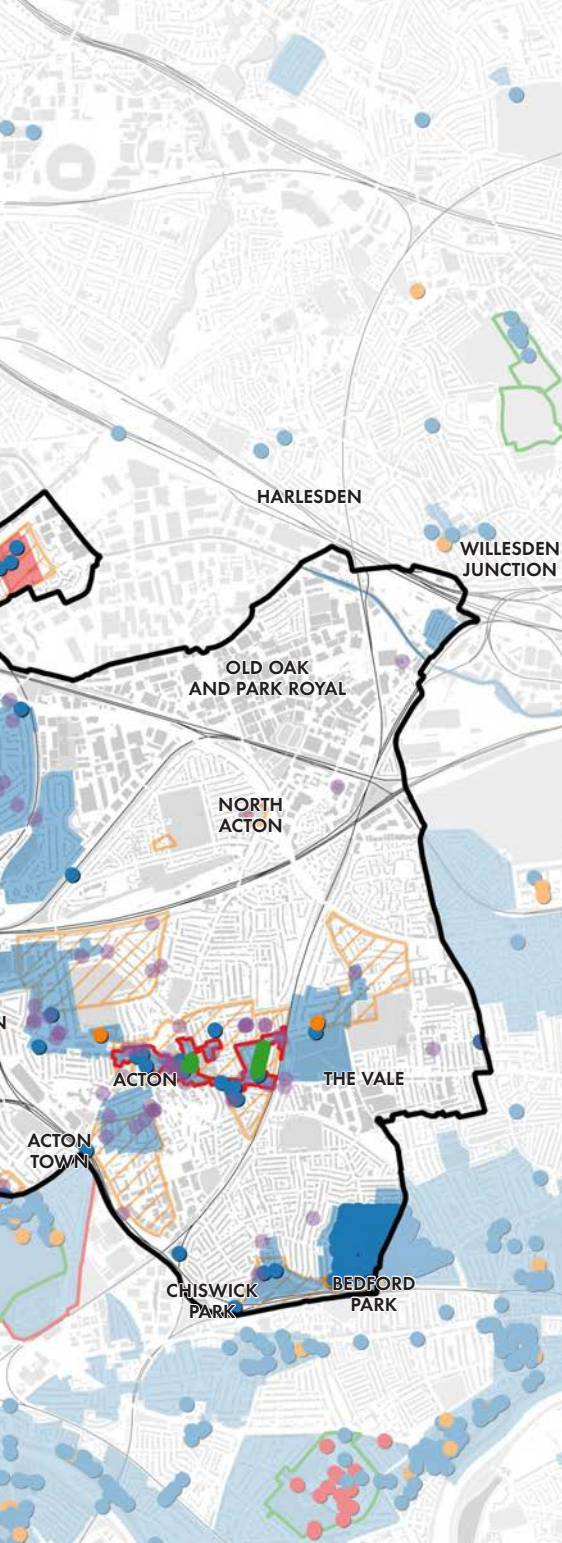 HARLESDEN
WILLESDEN
JUNCTION
OLD OAK
AND PARK ROYAL
NORTH
ACTON
N
ACTON
THE VALE
ACTON
TOWN
CHISWICK
PARK
BEDFORD
PARK